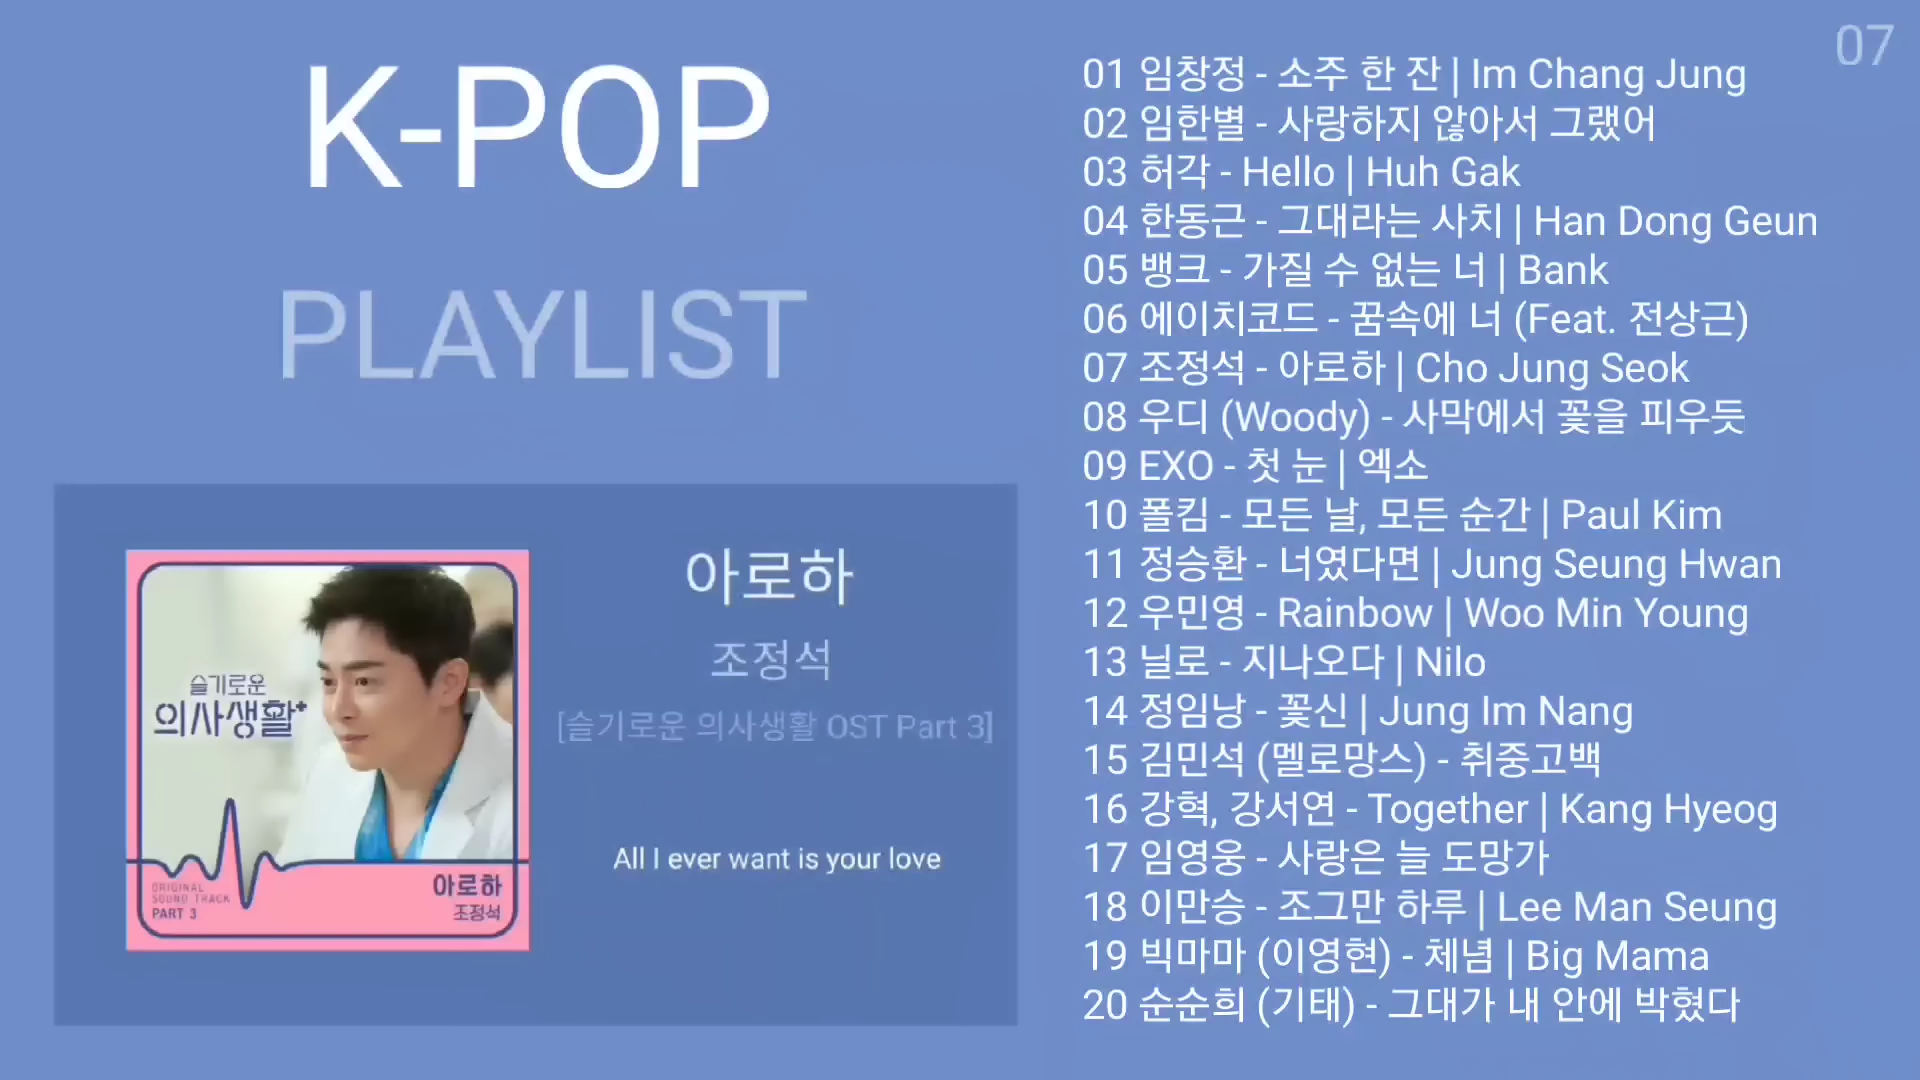 K-POP
PLAYLIST
07
01 임창정 - 소주 한 잔 | Im Chang Jung
02 임한별 - 사랑하지 않아서 그랬어
03 허각 - Hello | Huh Gak
04 한동근 - 그대라는 사치 | Han Dong Geun
05 뱅크 - 가질 수 없는 너 | Bank
06 에이치코드 - 꿈속에 너 (Feat. 전상근)
07 조정석 - 아로하 | Cho Jung Seok
08 우디 (Woody) - 사막에서 꽃을 피우듯
09 EXO - 첫 눈 | 엑소
10 폴킴 - 모든 날, 모든 순간 | Paul Kim
11 정승환 - 너였다면 | Jung Seung Hwan
12 우민영 - Rainbow | Woo Min Young
13 닐로 - 지나오다 | Nilo
14 정임낭 - 꽃신 | Jung Im Nang
15 김민석 (멜로망스) - 취중고백
16 강혁, 강서연 - Together | Kang Hyeog
17 임영웅 - 사랑은 늘 도망가
18 이만승 - 조그만 하루 | Lee Man Seung
19 빅마마 (이영현) - 체념 | Big Mama
20 순순희 (기태) - 그대가 내 안에 박혔다
슬기로운
의사생활+
ORIGINAL
SOUND TRACK
PART 3
아로하
조정석
아로하
조정석
[슬기로운 의사생활 OST Part 3]
All I ever want is your love